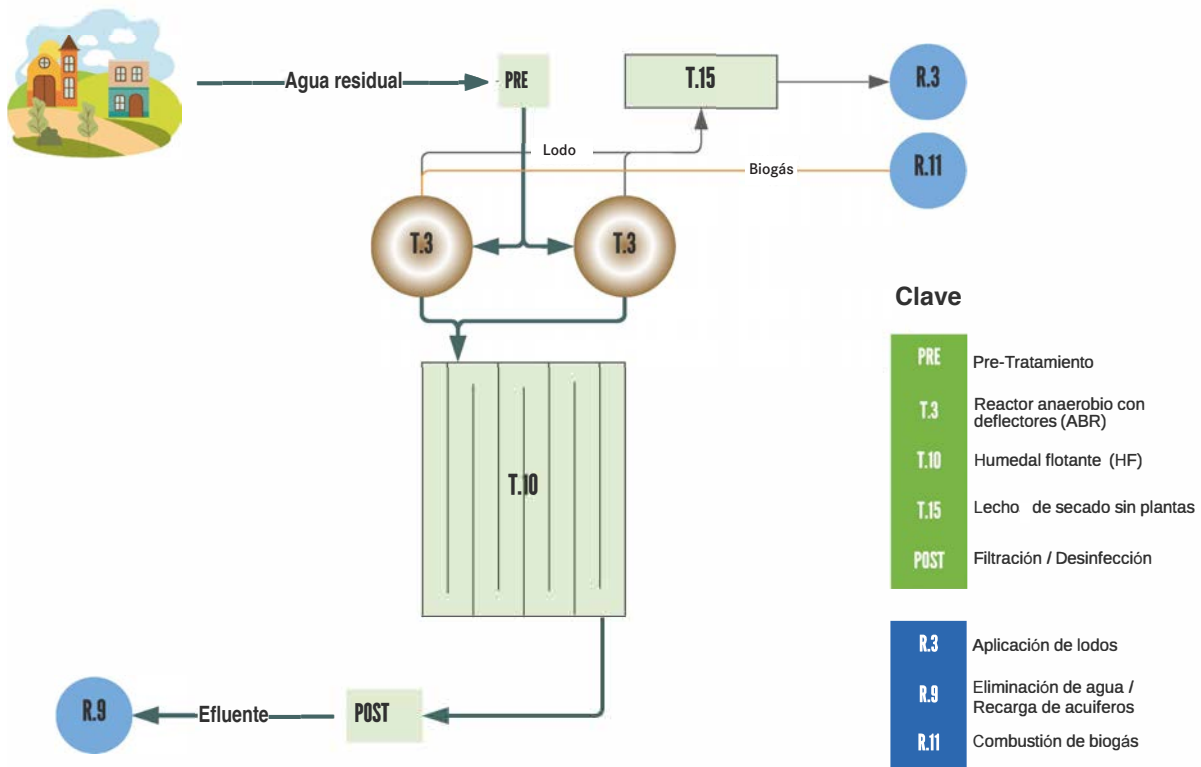 Agua residual
PRE
T.15
R.3
Lodo
Biogás
R.11
T.3
T.3
T.10
R.9
Efluente
POST
Clave
PRE
Pre-Tratamiento
T.3
Reactor anaerobio con
deflectores (ABR)
T.10
Humedal flotante (HF)
T.15
Lecho de secado sin plantas
POST
Filtración / Desinfección
R.3
Aplicación de lodos
R.9
Eliminación de agua /
Recarga de acuiferos
R.11
Combustión de biogás